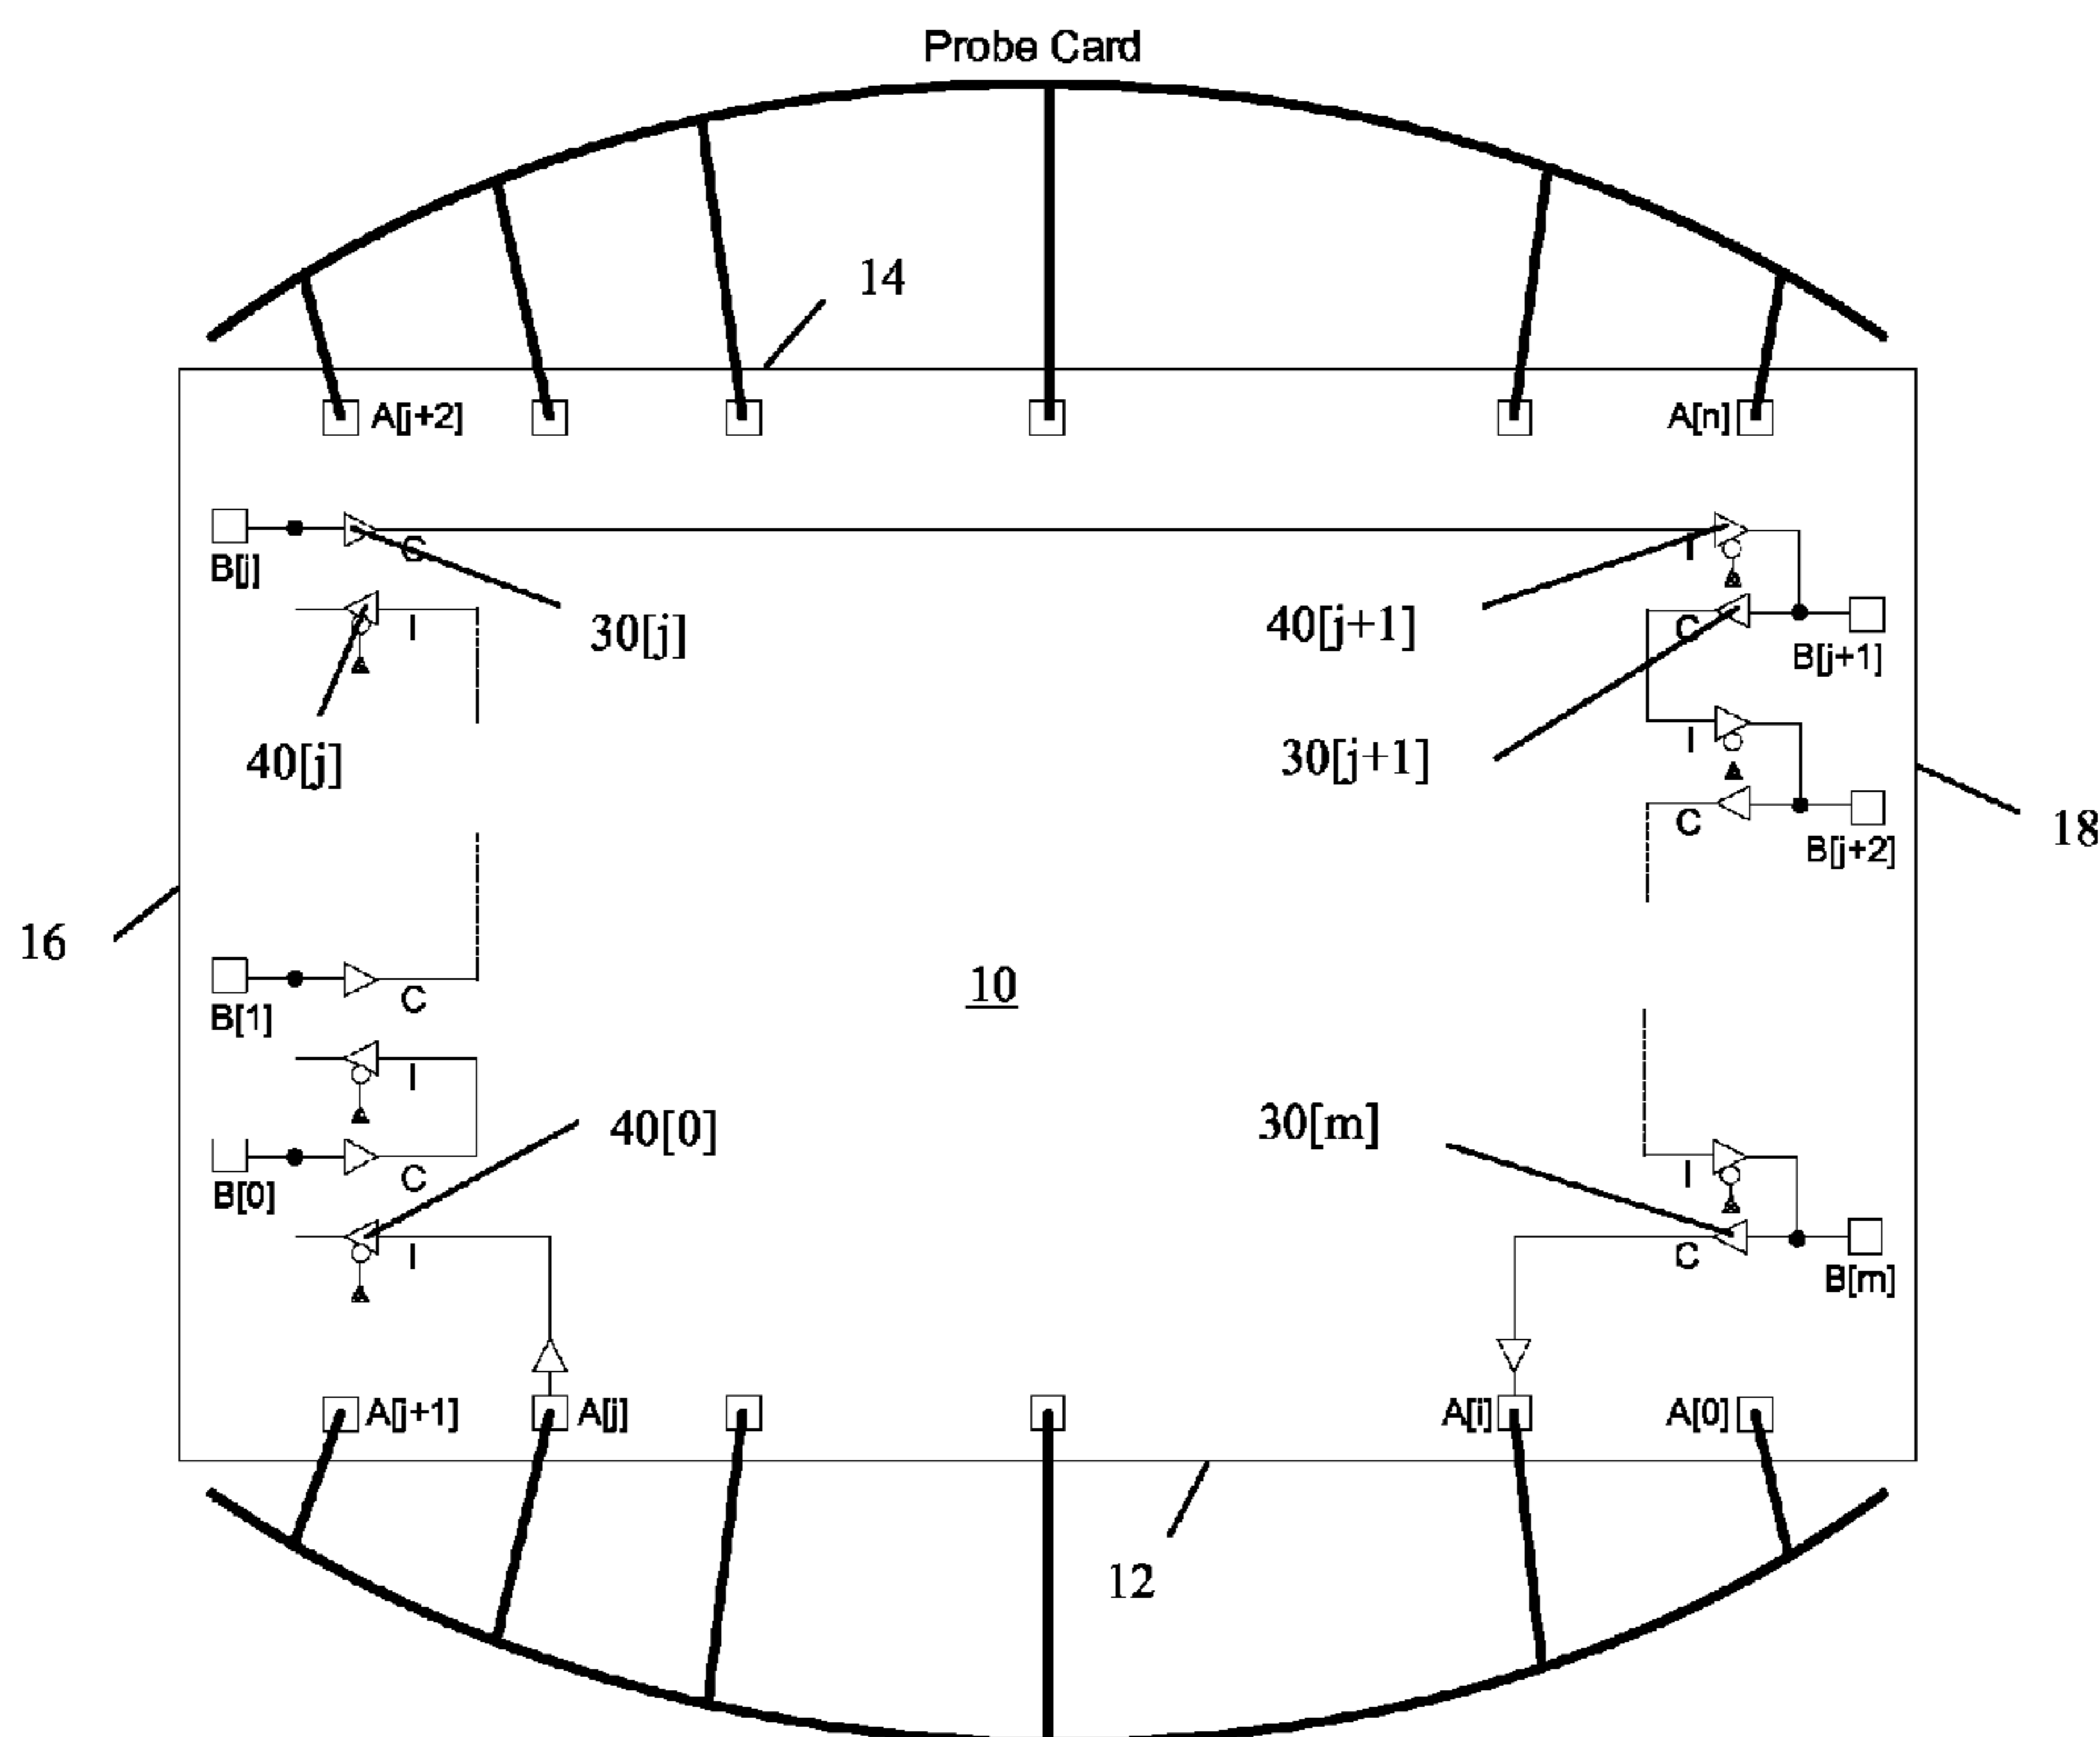 Probe Card
14
A[j+2]
A[n]
B[j]
C
I
30[j]
40[j+1]
I
C
B[j+1]
40[j]
30[j+1]
I
C
B[j+2]
18
16
B[1]
C
10
I
40[0]
30[m]
B[0]
C
I
I
C
B[m]
A[j+1]
A[j]
A[i]
A[0]
12